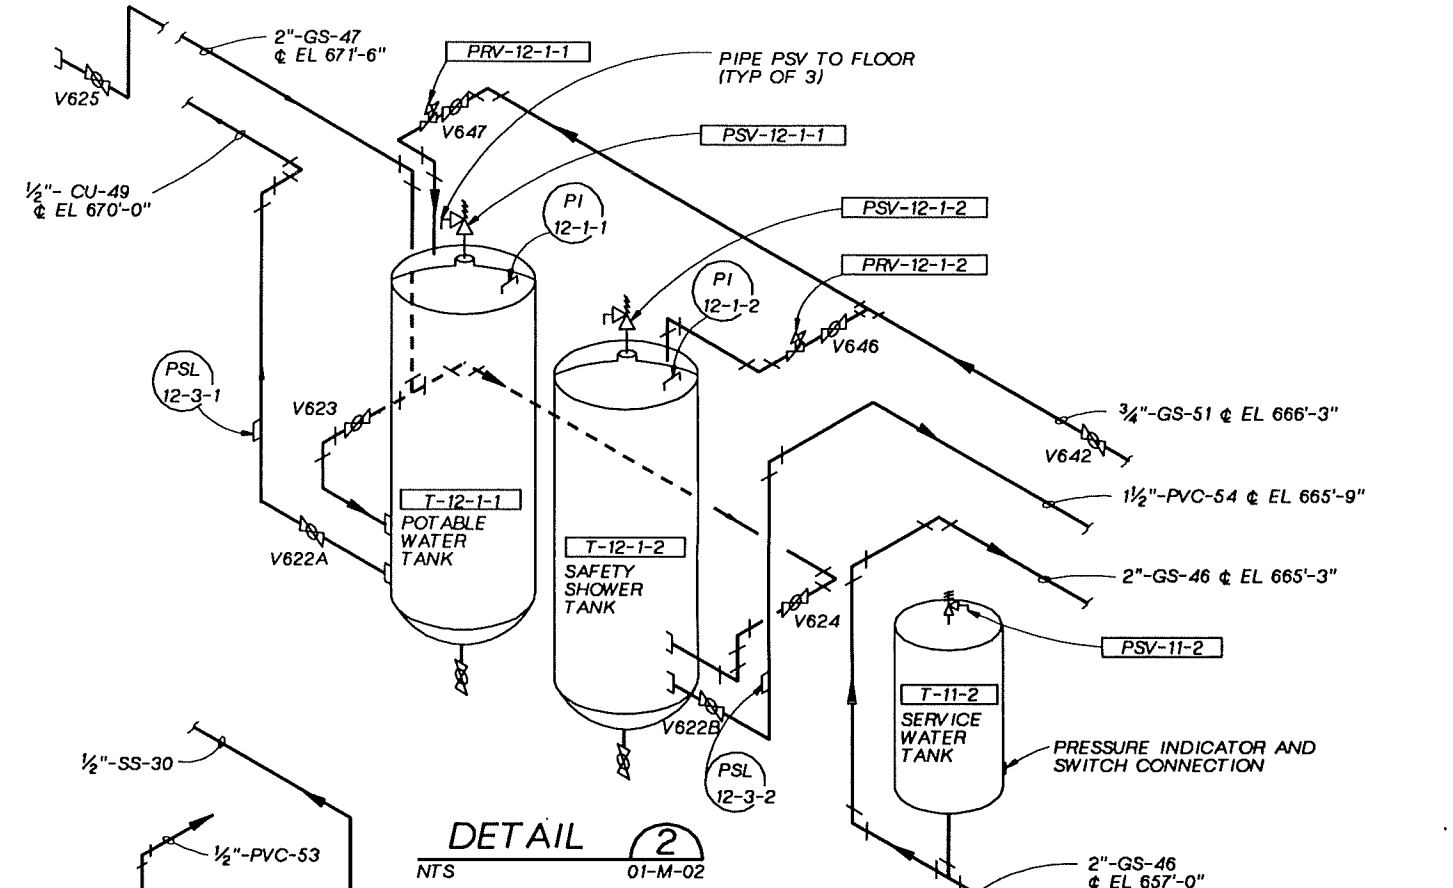 2"-GS-47
℄ EL 671'-6"
PRV-12-1-1
PIPE PSV TO FLOOR
(TYP OF 3)
V625
V647
PSV-12-1-1
½"- CU-49
℄ EL 670'-0"
PI
12-1-1
PSV-12-1-2
PRV-12-1-2
PI
12-1-2
V646
PSL
12-3-1
V623
¾"-GS-51 ℄ EL 666'-3"
V642
T-12-1-1
POTABLE
WATER
TANK
1½"-PVC-54 ℄ EL 665'-9"
V622A
T-12-1-2
SAFETY
SHOWER
TANK
2"-GS-46 ℄ EL 665'-3"
V624
PSV-11-2
T-11-2
SERVICE
WATER
TANK
V622B
½"-SS-30
PRESSURE INDICATOR AND
SWITCH CONNECTION
PSL
12-3-2
DETAIL 2
NTS 01-M-02
½"-PVC-53
2"-GS-46
℄ EL 657'-0"